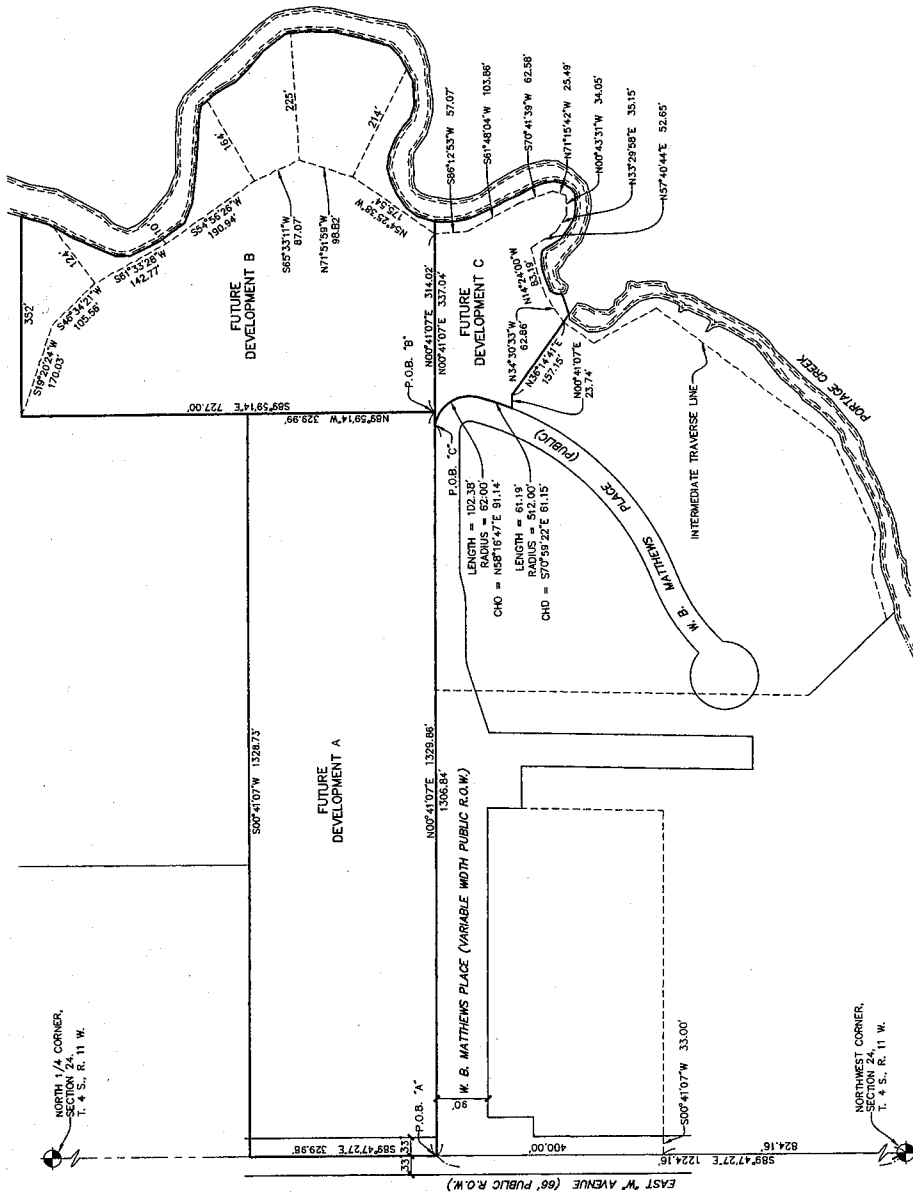 NORTH 1/4 CORNER,
SECTION 24,
T. 4 S., R. 11 W.
352'
124'
110'
164'
225'
214'
S19°20'24"W
170.03'
S46°34'21"W
105.56'
S61°33'28"W
142.77'
S54°56'26"W
190.94'
S65°33'11"W
87.07'
N71°51'59"W
98.82'
N54°25'38"W
129.54'
FUTURE
DEVELOPMENT B
S89°59'14"E 727.00'
N89°59'14"W 329.99'
S00°41'07"W 1328.73'
FUTURE
DEVELOPMENT A
N00°41'07"E 1329.86'
1306.84'
N00°41'07"E 314.02'
N00°41'07"E 337.04'
P.O.B. "B"
P.O.B. "C"
P.O.B. "A"
FUTURE
DEVELOPMENT C
S86°12'53"W 57.07'
S61°48'04"W 103.86'
S70°41'39"W 62.58'
N71°15'42"W 25.49'
N00°43'31"W 34.05'
N33°29'58"E 35.15'
N57°40'44"E 52.65'
N14°24'00"W
83.19'
N34°30'33"W
62.86'
N36°14'41"E
157.15'
N00°41'07"E
23.74'
LENGTH = 102.38'
RADIUS = 62.00'
CHD = N58°16'47"E 91.14'
LENGTH = 61.19'
RADIUS = 512.00'
CHD = S70°59'22"E 61.15'
W. B. MATTHEWS PLACE
(PUBLIC)
INTERMEDIATE TRAVERSE LINE
PORTAGE CREEK
W. B. MATTHEWS PLACE (VARIABLE WIDTH PUBLIC R.O.W.)
90'
S89°47'27"E 329.98'
33' 33'
400.00'
S00°41'07"W 33.00'
S89°47'27"E 1224.16'
824.16'
EAST "W" AVENUE (66' PUBLIC R.O.W.)
NORTHWEST CORNER,
SECTION 24,
T. 4 S., R. 11 W.